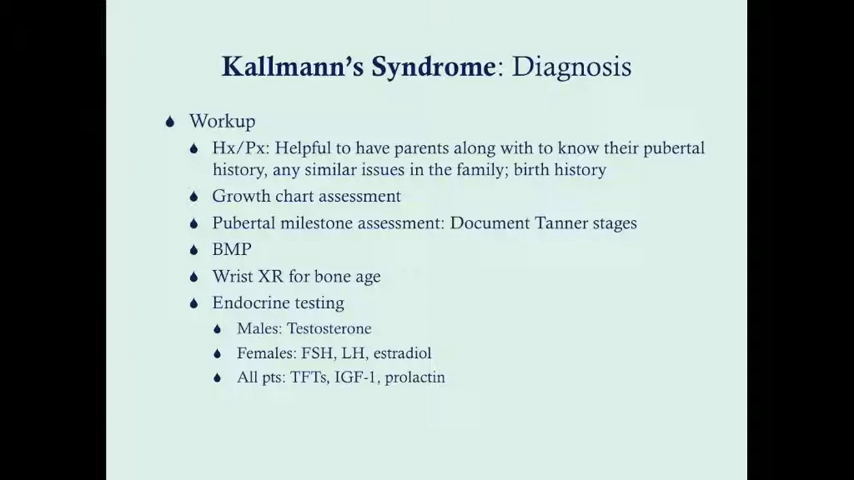 Kallmann's Syndrome: Diagnosis
Workup
Hx/Px: Helpful to have parents along with to know their pubertal
history, any similar issues in the family; birth history
Growth chart assessment
Pubertal milestone assessment: Document Tanner stages
BMP
Wrist XR for bone age
Endocrine testing
Males: Testosterone
Females: FSH, LH, estradiol
All pts: TFTs, IGF-1, prolactin